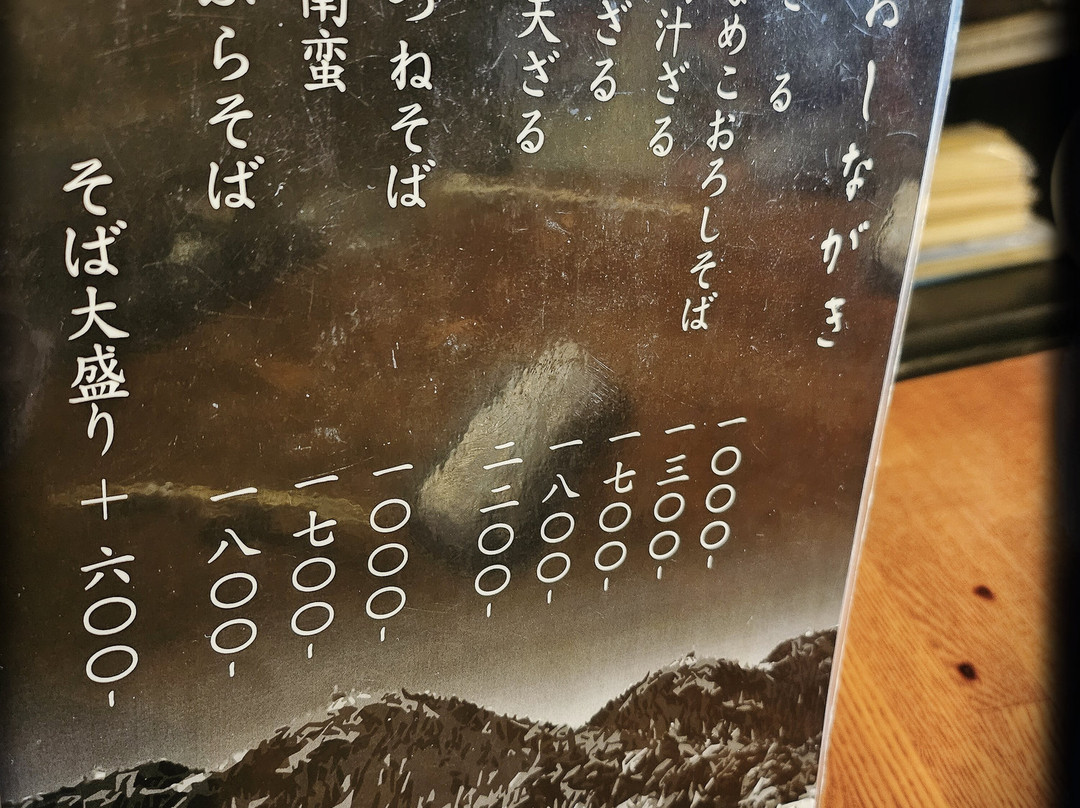 しながき
る 一〇〇〇-
めこおろしそば 一三〇〇-
汁ざる 一七〇〇-
ざる 一八〇〇-
天ざる 二二〇〇-
ねそば 一〇〇〇-
南蛮 一七〇〇-
らそば 一八〇〇-
そば大盛り + 六〇〇-